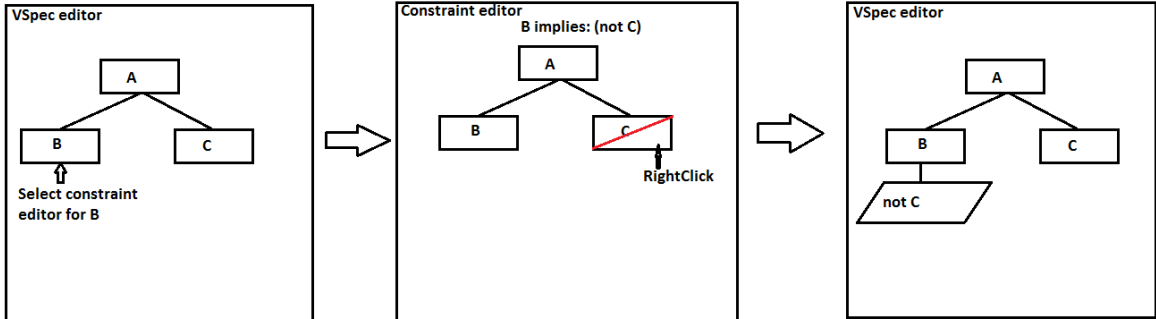 VSpec editor
A
B
C
Select constraint
editor for B
Constraint editor
B implies: (not C)
A
B
C
RightClick
VSpec editor
A
B
C
not C